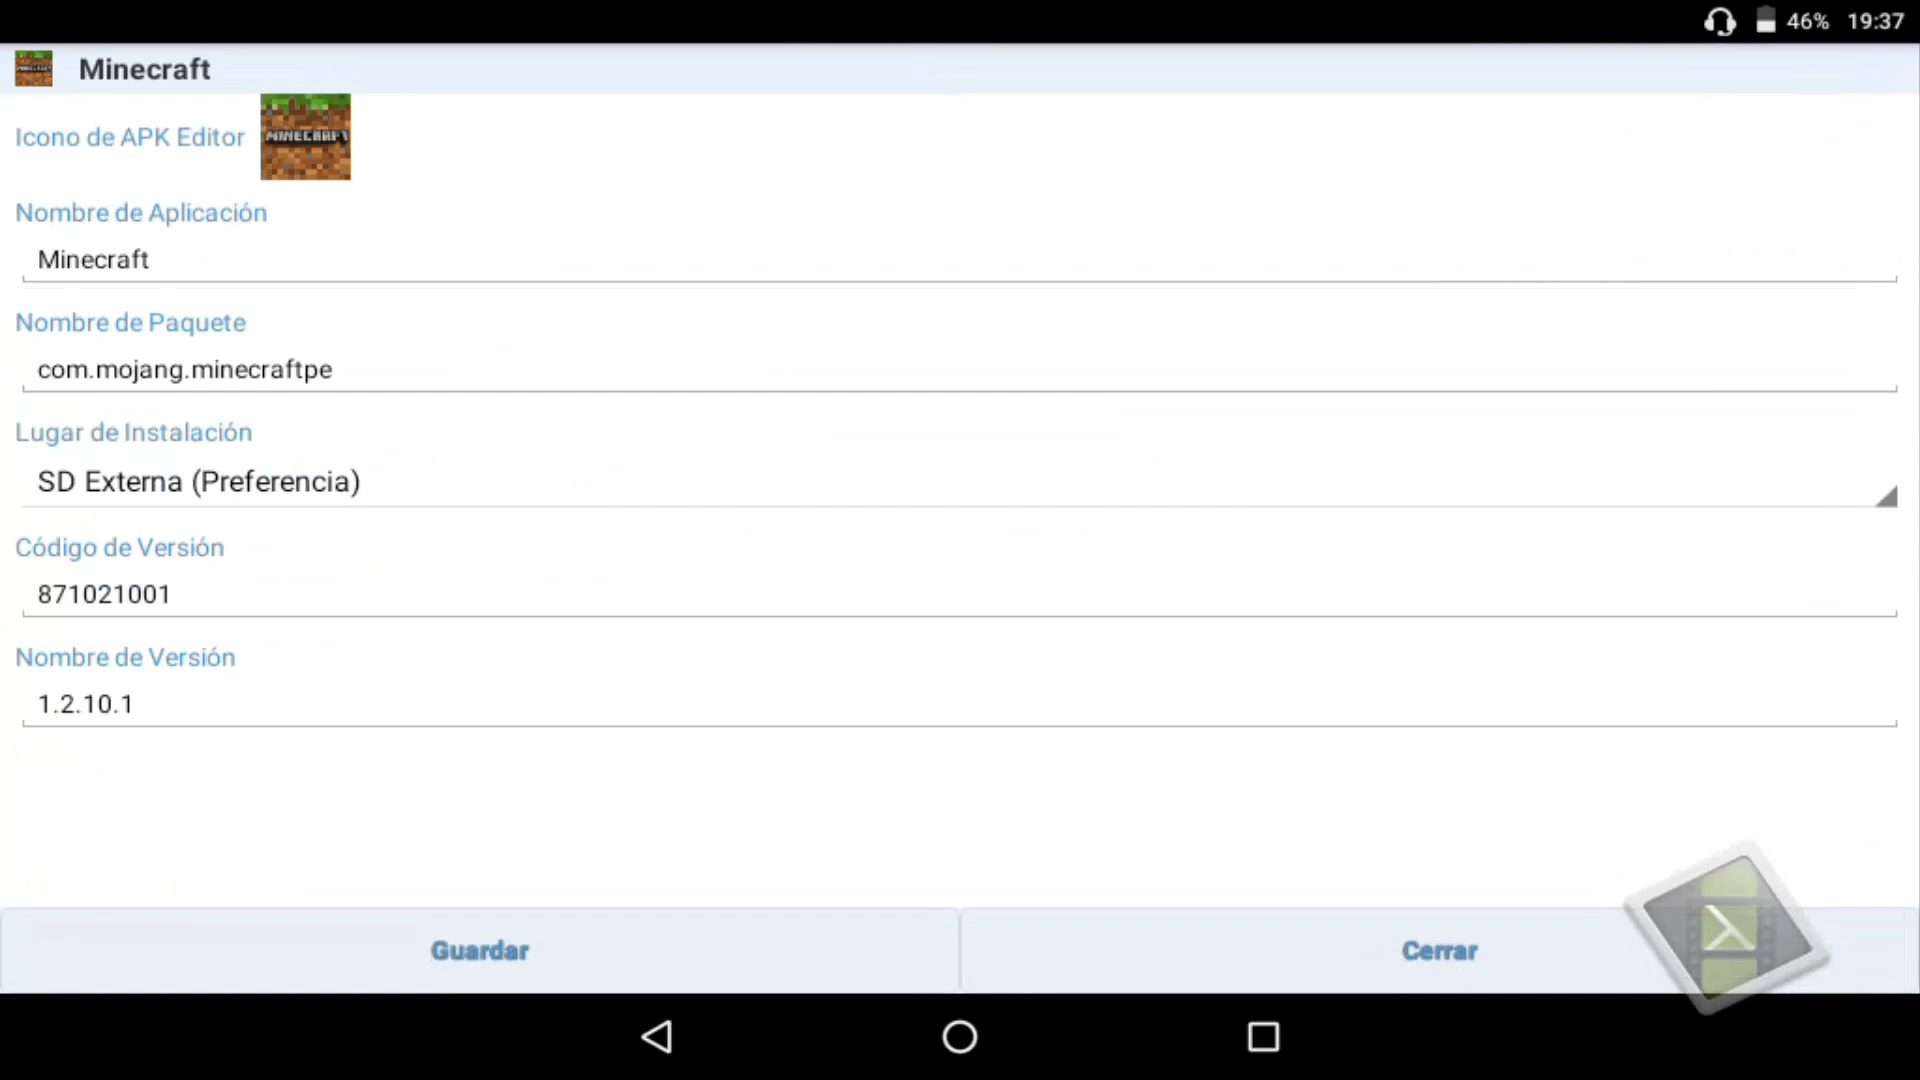 46% 19:37
Minecraft
Icono de APK Editor
MINECRAFT
Nombre de Aplicación
Minecraft
Nombre de Paquete
com.mojang.minecraftpe
Lugar de Instalación
SD Externa (Preferencia)
Código de Versión
871021001
Nombre de Versión
1.2.10.1
Guardar
Cerrar